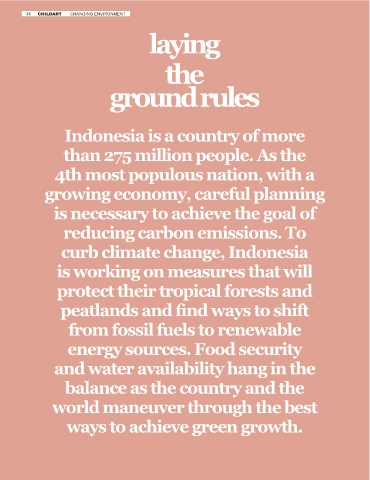 14 CHILDART CHANGING ENVIRONMENT
laying
the
ground rules
Indonesia is a country of more
than 275 million people. As the
4th most populous nation, with a
growing economy, careful planning
is necessary to achieve the goal of
reducing carbon emissions. To
curb climate change, Indonesia
is working on measures that will
protect their tropical forests and
peatlands and find ways to shift
from fossil fuels to renewable
energy sources. Food security
and water availability hang in the
balance as the country and the
world maneuver through the best
ways to achieve green growth.